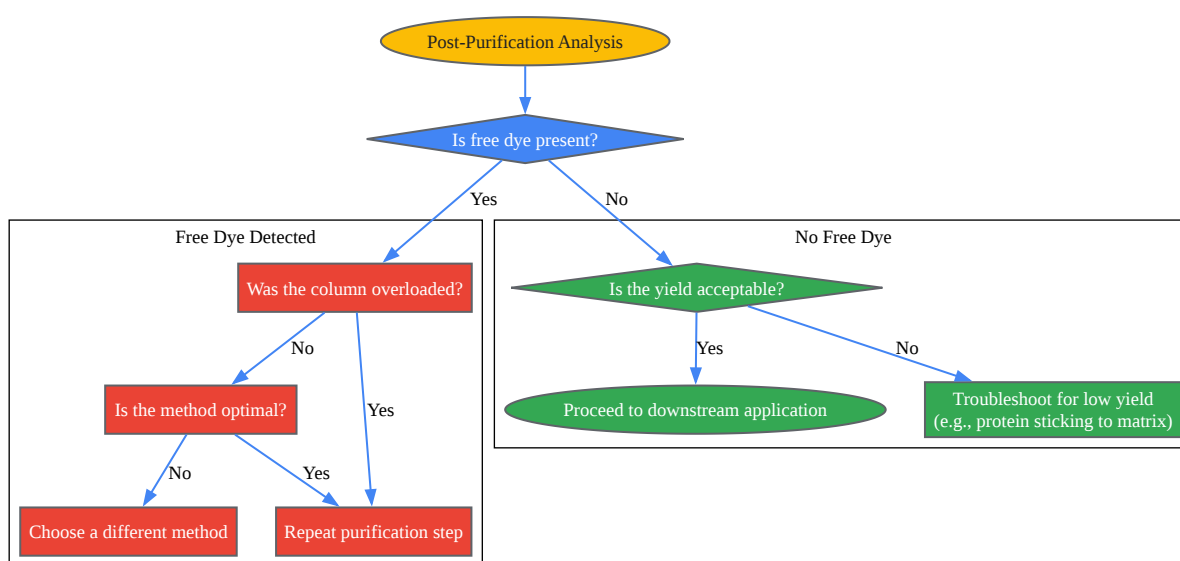 Post-Purification Analysis
Is free dye present?
Yes
No
Free Dye Detected
No Free Dye
Was the column overloaded?
Is the yield acceptable?
No
Yes
No
Is the method optimal?
Yes
Proceed to downstream application
Troubleshoot for low yield
(e.g., protein sticking to matrix)
No
Yes
Choose a different method
Repeat purification step